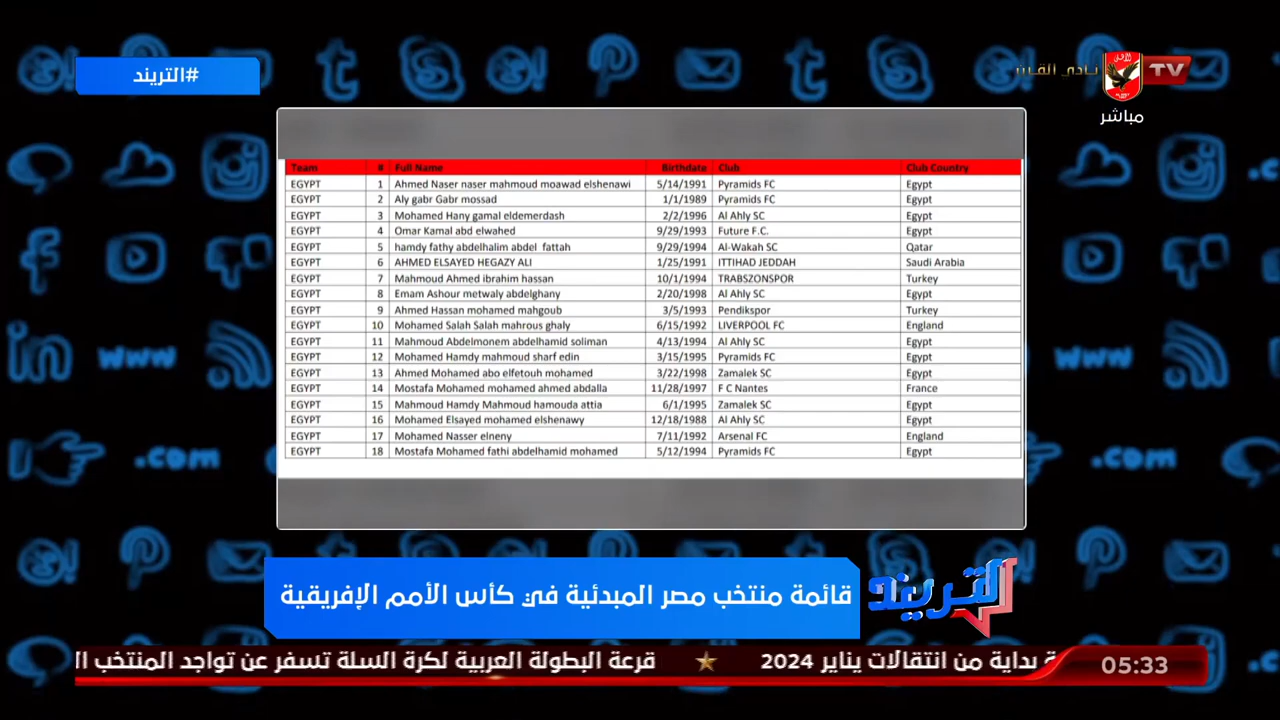 #التريند
نادي القرن
TV
مباشر
Team # Full Name Birthdate Club Club Country
EGYPT 1 Ahmed Naser naser mahmoud moawad elshenawi 5/14/1991 Pyramids FC Egypt
EGYPT 2 Aly gabr Gabr mossad 1/1/1989 Pyramids FC Egypt
EGYPT 3 Mohamed Hany gamal eldemerdash 2/2/1996 Al Ahly SC Egypt
EGYPT 4 Omar Kamal abd elwahed 9/29/1993 Future F.C. Egypt
EGYPT 5 hamdy fathy abdelhalim abdel fattah 9/29/1994 Al-Wakah SC Qatar
EGYPT 6 AHMED ELSAYED HEGAZY ALI 1/25/1991 ITTIHAD JEDDAH Saudi Arabia
EGYPT 7 Mahmoud Ahmed ibrahim hassan 10/1/1994 TRABZSONSPOR Turkey
EGYPT 8 Emam Ashour metwaly abdelghany 2/20/1998 Al Ahly SC Egypt
EGYPT 9 Ahmed Hassan mohamed mahgoub 3/5/1993 Pendikspor Turkey
EGYPT 10 Mohamed Salah Salah mahrous ghaly 6/15/1992 LIVERPOOL FC England
EGYPT 11 Mahmoud Abdelmonem abdelhamid soliman 4/13/1994 Al Ahly SC Egypt
EGYPT 12 Mohamed Hamdy mahmoud sharf edin 3/15/1995 Pyramids FC Egypt
EGYPT 13 Ahmed Mohamed abo elfetouh mohamed 3/22/1998 Zamalek SC Egypt
EGYPT 14 Mostafa Mohamed mohamed ahmed abdalla 11/28/1997 F C Nantes France
EGYPT 15 Mahmoud Hamdy Mahmoud hamouda attia 6/1/1995 Zamalek SC Egypt
EGYPT 16 Mohamed Elsayed mohamed elshenawy 12/18/1988 Al Ahly SC Egypt
EGYPT 17 Mohamed Nasser elneny 7/11/1992 Arsenal FC England
EGYPT 18 Mostafa Mohamed fathi abdelhamid mohamed 5/12/1994 Pyramids FC Egypt
www
www
.com
.com
التريند
قائمة منتخب مصر المبدئية في كأس الأمم الإفريقية
بداية من انتقالات يناير 2024 ★ قرعة البطولة العربية لكرة السلة تسفر عن تواجد المنتخب
05:33